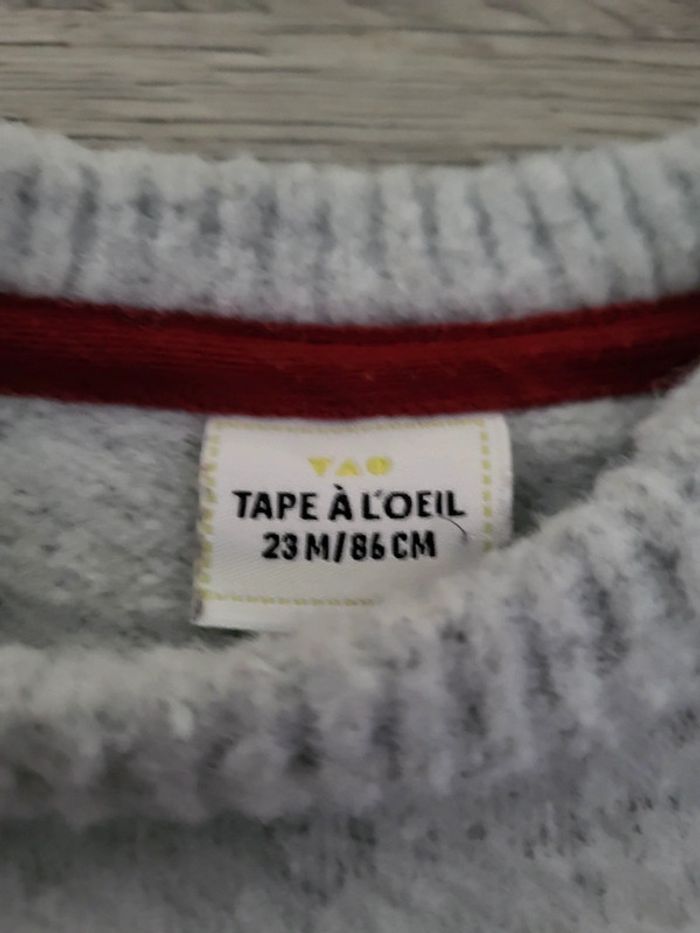 TAO
TAPE À L'OEIL
23 M/86 CM